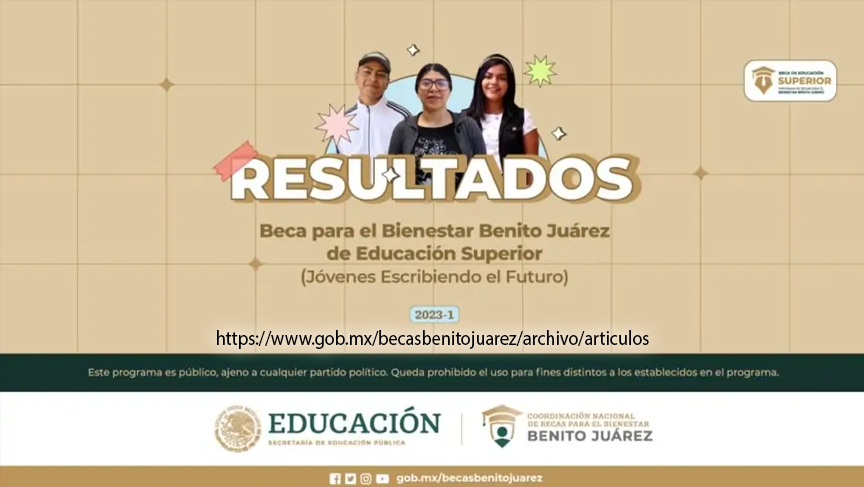 BECA DE EDUCACIÓN
SUPERIOR
BIENESTAR BENITO JUÁREZ
RESULTADOS
Beca para el Bienestar Benito Juárez
de Educación Superior
(Jóvenes Escribiendo el Futuro)
2023-1
https://www.gob.mx/becasbenitojuarez/archivo/articulos
Este programa es público, ajeno a cualquier partido político. Queda prohibido el uso para fines distintos a los establecidos en el programa.
EDUCACIÓN
SECRETARÍA DE EDUCACIÓN PÚBLICA
COORDINACIÓN NACIONAL
DE BECAS PARA EL BIENESTAR
BENITO JUÁREZ
gob.mx/becasbenitojuarez